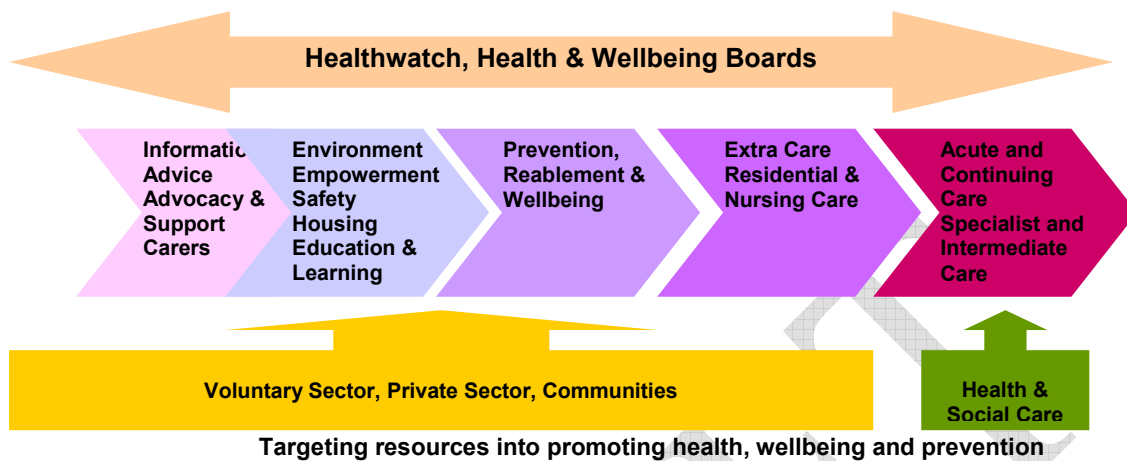 Healthwatch, Health & Wellbeing Boards
Informatio
Advice
Advocacy &
Support
Carers
Environment
Empowerment
Safety
Housing
Education &
Learning
Prevention,
Reablement &
Wellbeing
Extra Care
Residential &
Nursing Care
Acute and
Continuing
Care
Specialist and
Intermediate
Care
Voluntary Sector, Private Sector, Communities
Health &
Social Care
Targeting resources into promoting health, wellbeing and prevention